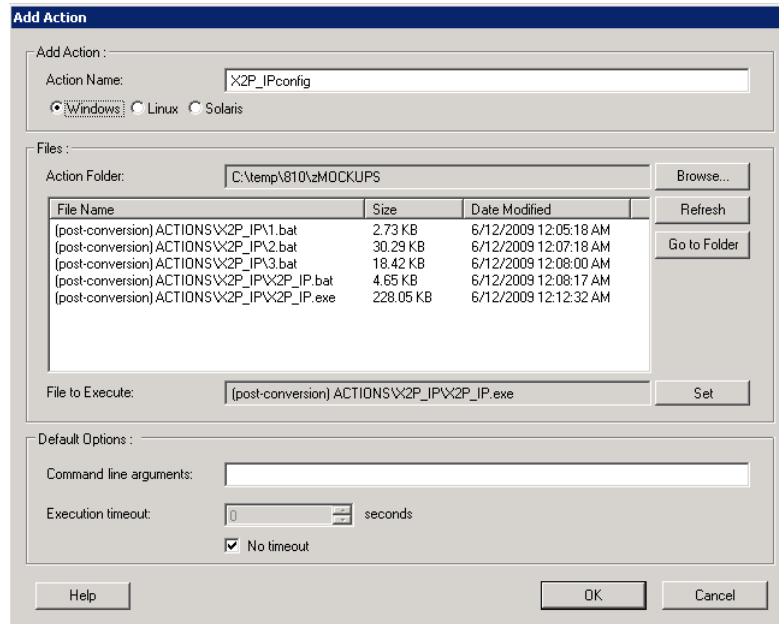 Add Action
Add Action :
Action Name: X2P_IPconfig
Windows Linux Solaris
Files :
Action Folder: C:\temp\810\zMOCKUPS Browse...
File Name Size Date Modified Refresh
(post-conversion) ACTIONS\X2P_IP\1.bat 2.73 KB 6/12/2009 12:05:18 AM
(post-conversion) ACTIONS\X2P_IP\2.bat 30.29 KB 6/12/2009 12:07:18 AM Go to Folder
(post-conversion) ACTIONS\X2P_IP\3.bat 18.42 KB 6/12/2009 12:08:00 AM
(post-conversion) ACTIONS\X2P_IP\X2P_IP.bat 4.65 KB 6/12/2009 12:08:17 AM
(post-conversion) ACTIONS\X2P_IP\X2P_IP.exe 228.05 KB 6/12/2009 12:12:32 AM
File to Execute: (post-conversion) ACTIONS\X2P_IP\X2P_IP.exe Set
Default Options :
Command line arguments:
Execution timeout: 0 seconds
No timeout
Help OK Cancel